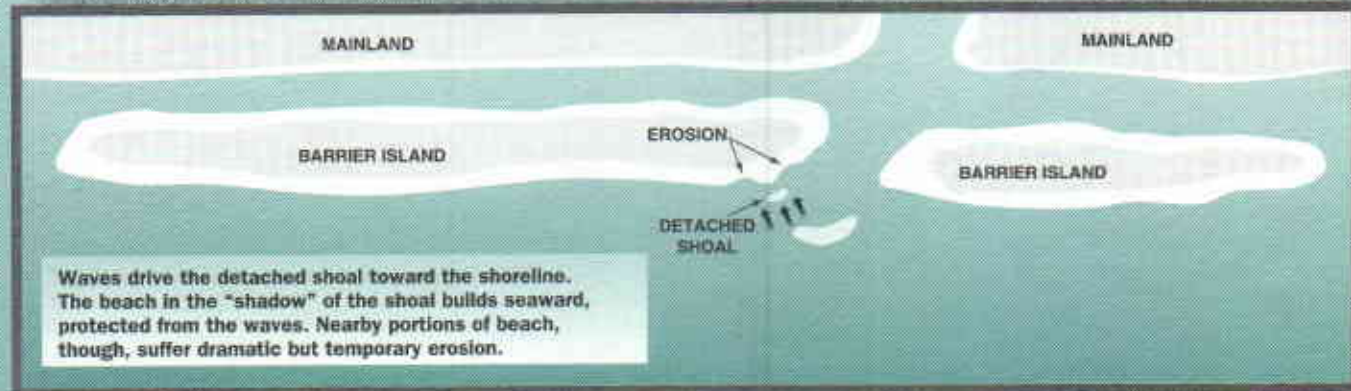 MAINLAND
MAINLAND
EROSION
BARRIER ISLAND
BARRIER ISLAND
DETACHED
SHOAL
Waves drive the detached shoal toward the shoreline.
The beach in the "shadow" of the shoal builds seaward,
protected from the waves. Nearby portions of beach,
though, suffer dramatic but temporary erosion.